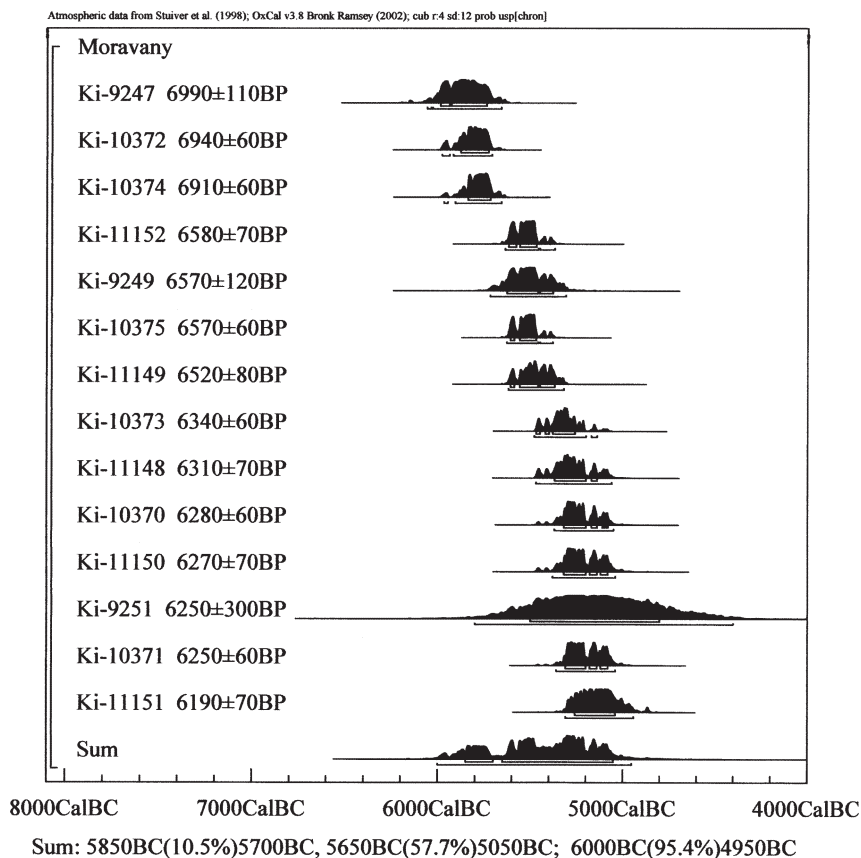 Atmospheric data from Stuiver et al. (1998); OxCal v3.8 Bronk Ramsey (2002); cub r:4 sd:12 prob usp[chron]
Moravany
Ki-9247 6990±110BP
Ki-10372 6940±60BP
Ki-10374 6910±60BP
Ki-11152 6580±70BP
Ki-9249 6570±120BP
Ki-10375 6570±60BP
Ki-11149 6520±80BP
Ki-10373 6340±60BP
Ki-11148 6310±70BP
Ki-10370 6280±60BP
Ki-11150 6270±70BP
Ki-9251 6250±300BP
Ki-10371 6250±60BP
Ki-11151 6190±70BP
Sum
8000CalBC 7000CalBC 6000CalBC 5000CalBC 4000CalBC
Sum: 5850BC(10.5%)5700BC, 5650BC(57.7%)5050BC; 6000BC(95.4%)4950BC